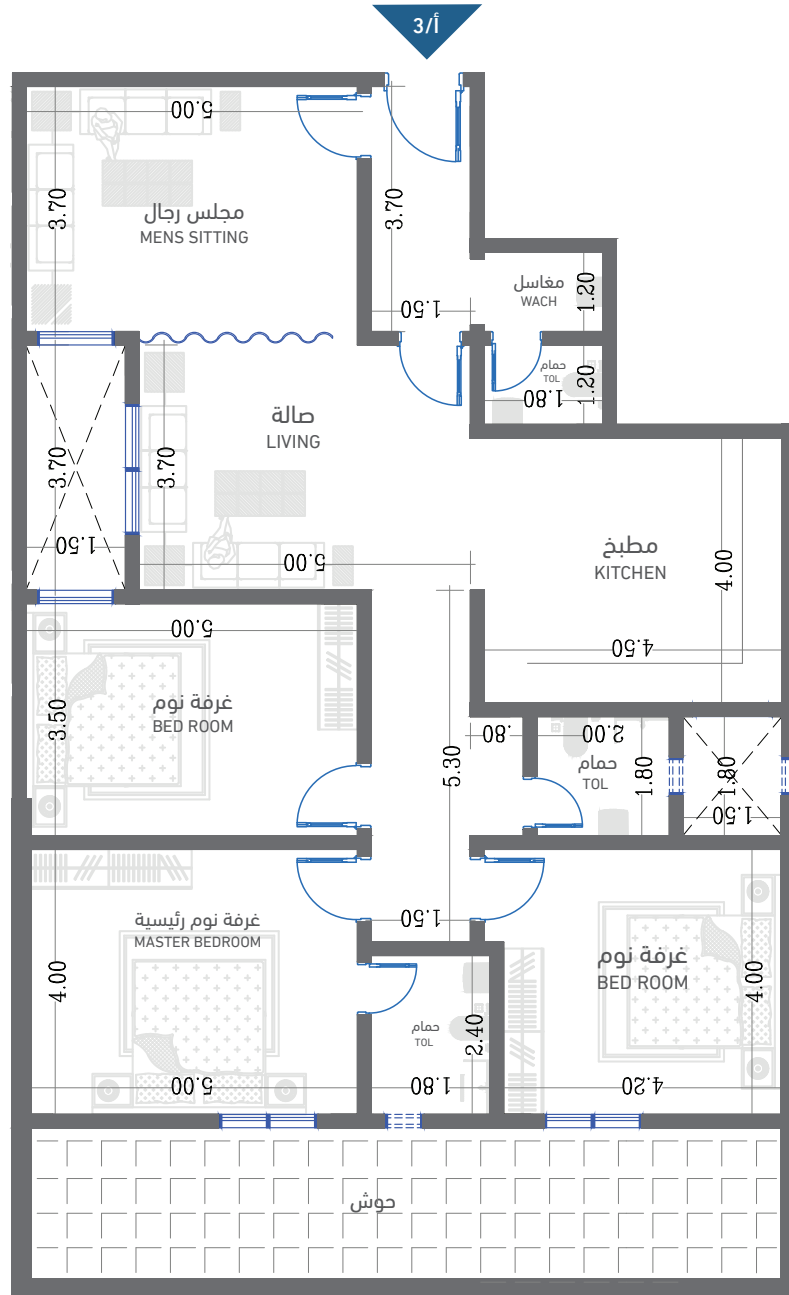 أ/3
5.00
3.70
مجلس رجال
MENS SITTING
3.70
1.50
مغاسل
WACH
1.20
حمام
TOL
1.20
1.80
صالة
LIVING
3.70
1.50
3.70
5.00
مطبخ
KITCHEN
4.00
4.50
5.00
غرفة نوم
BED ROOM
3.50
5.30
.80
2.00
حمام
TOL
1.80
1.80
1.50
1.50
غرفة نوم رئيسية
MASTER BEDROOM
4.00
5.00
حمام
TOL
2.40
1.80
غرفة نوم
BED ROOM
4.00
4.20
حوش